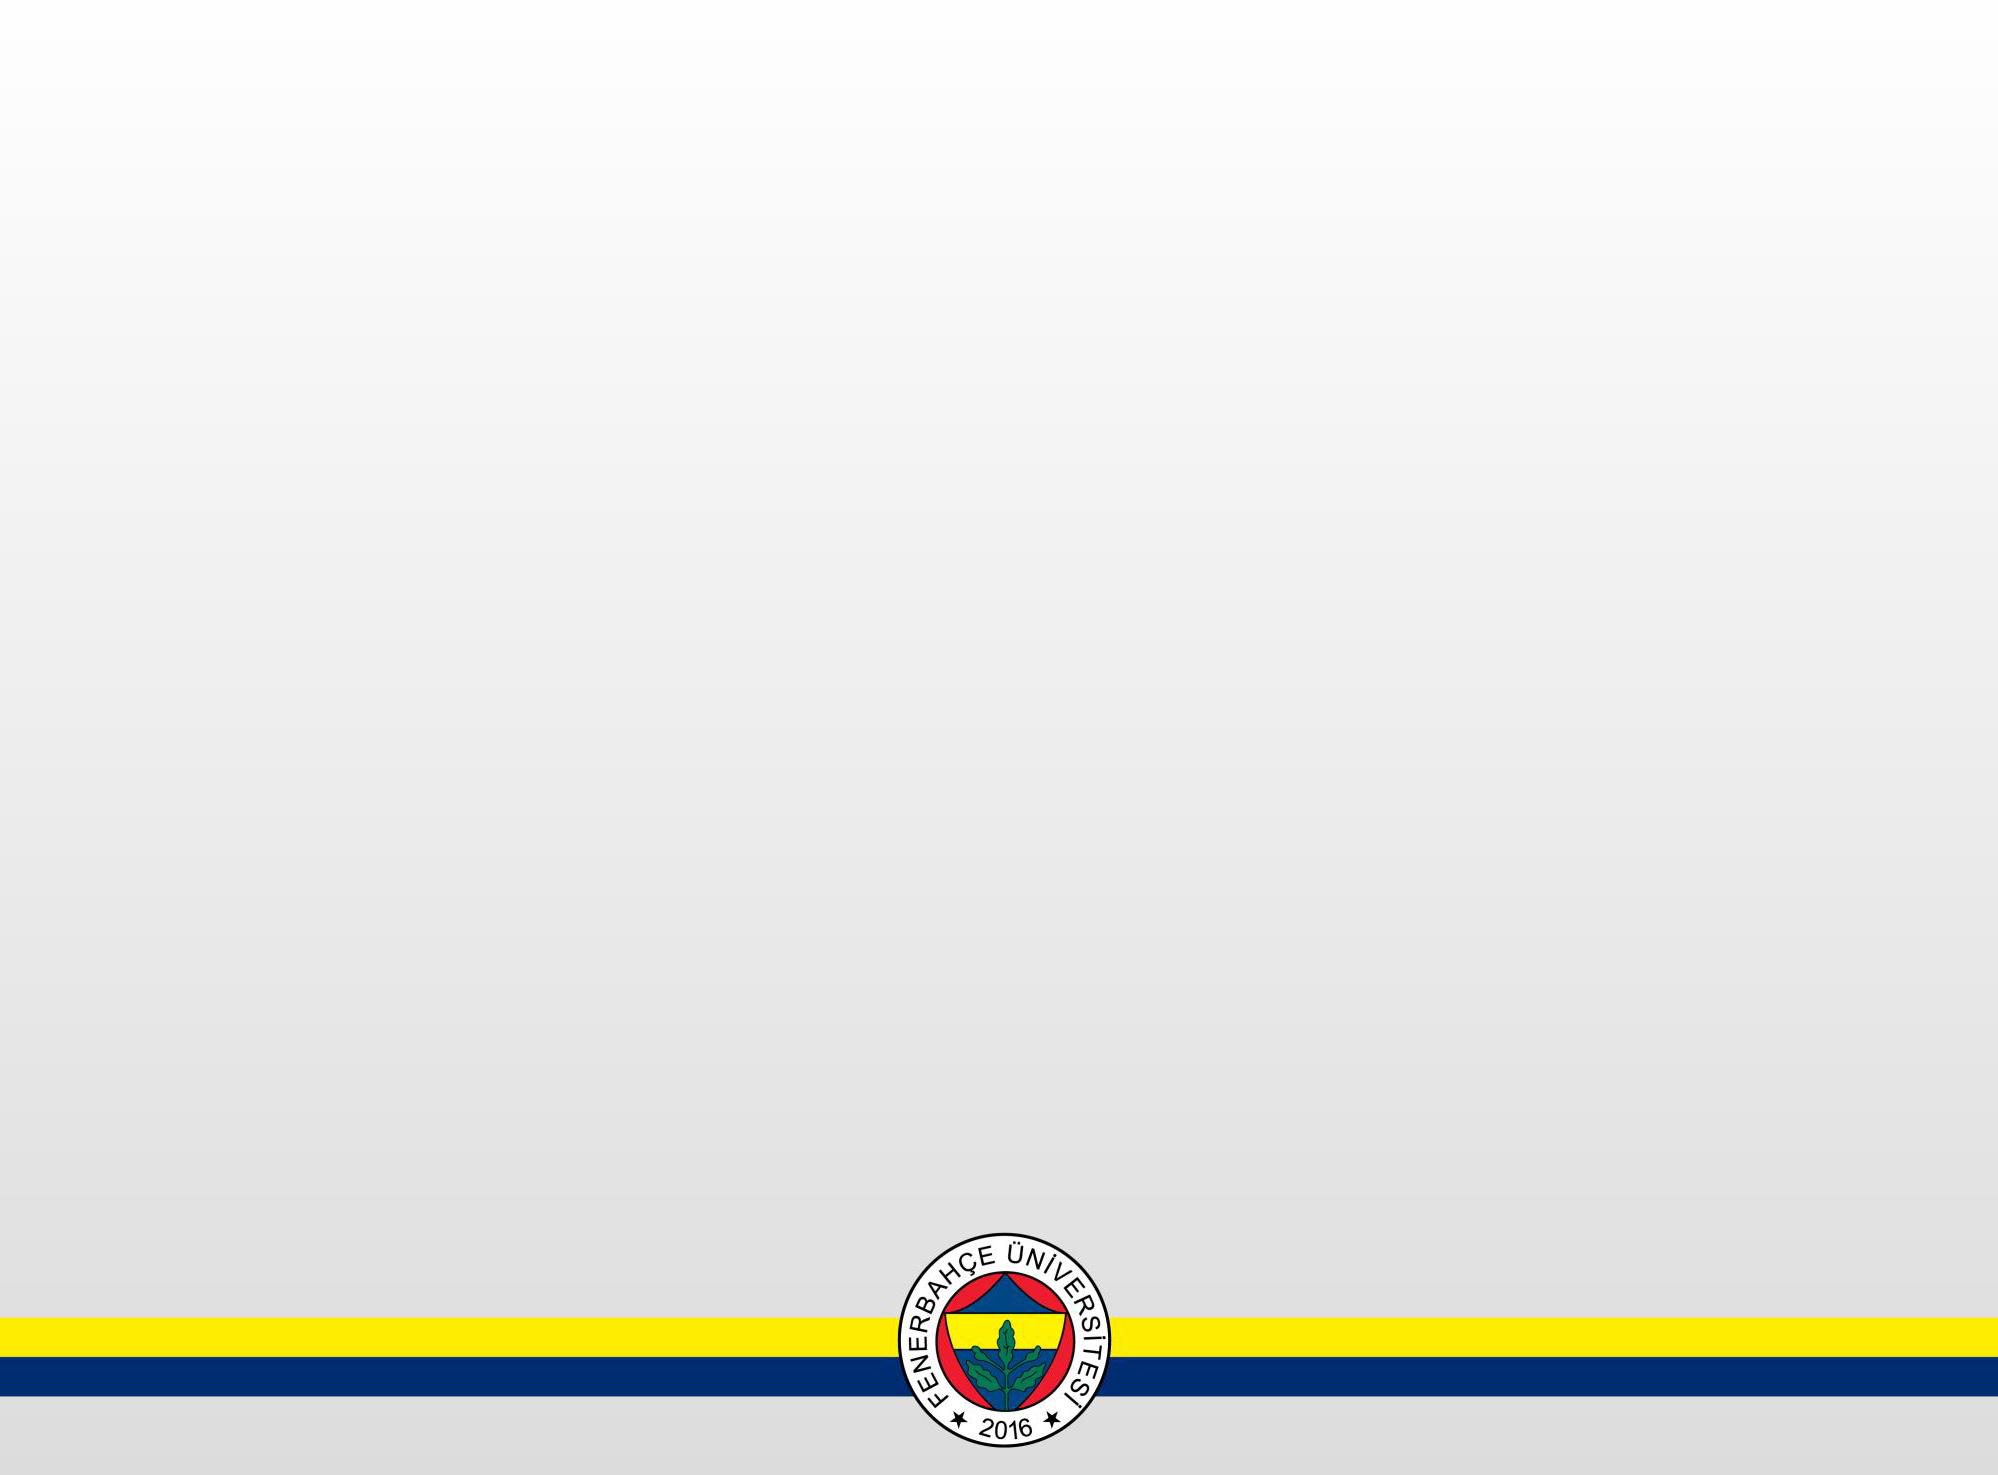 FENERBAHÇE ÜNİVERSİTESİ
★ 2016 ★